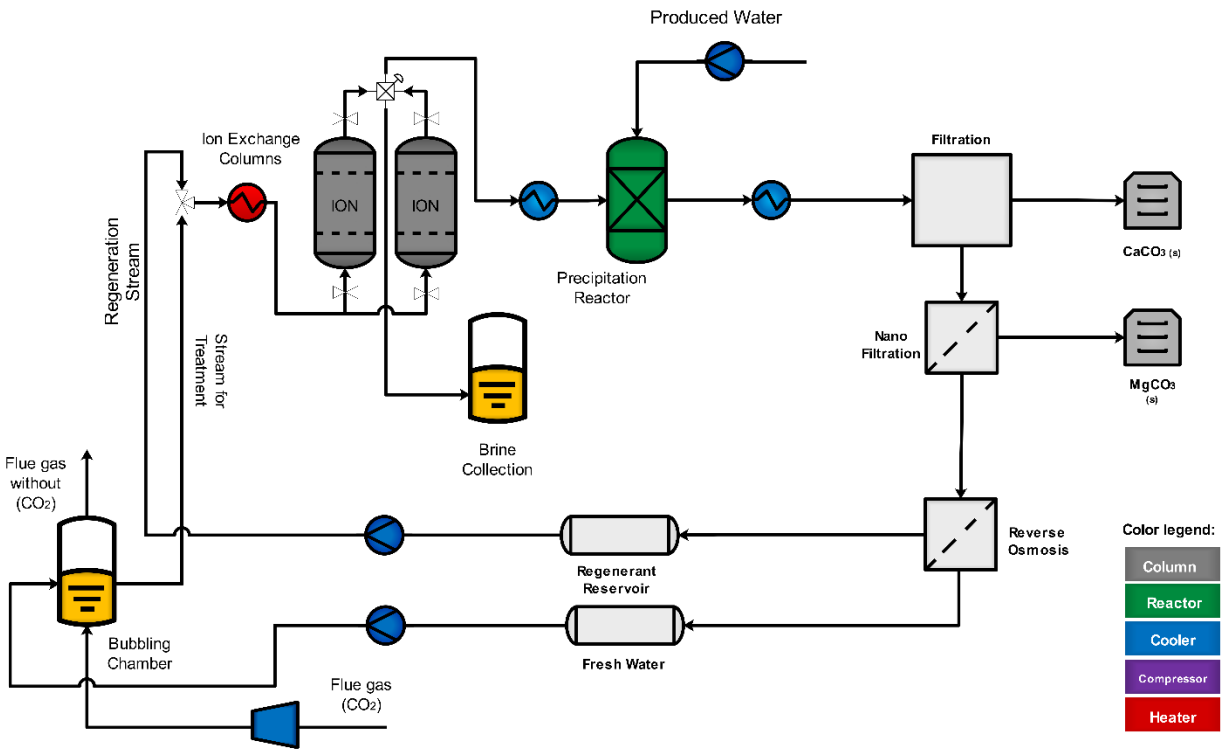 Produced Water
Ion Exchange
Columns
ION
ION
Filtration
CaCO3 (s)
Precipitation
Reactor
Regeneration
Stream
Stream for
Treatment
Nano
Filtration
MgCO3
(s)
Brine
Collection
Flue gas
without
(CO2)
Reverse
Osmosis
Regenerant
Reservoir
Bubbling
Chamber
Fresh Water
Flue gas
(CO2)
Color legend:
Column
Reactor
Cooler
Compressor
Heater